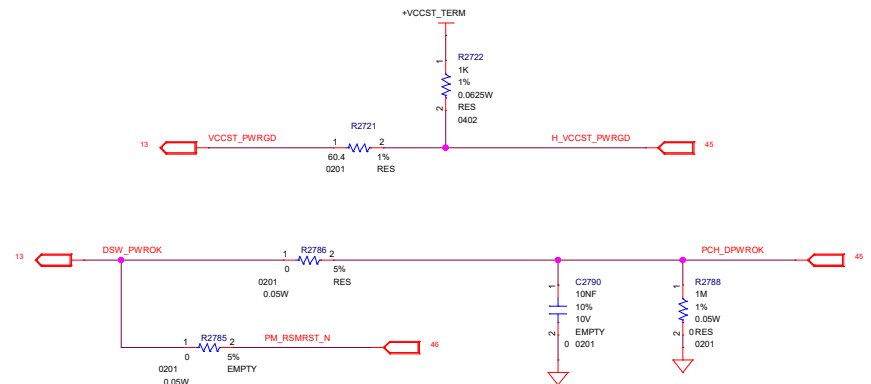 +VCCST_TERM
1
R2722
1K
1%
0.0625W
2
RES
0402
R2721
13
VCCST_PWRGD
1
2
H_VCCST_PWRGD
45
60.4
1%
0201
RES
13
DSW_PWROK
1
R2786
2
PCH_DPWROK
45
0
5%
0201
RES
0.05W
1
C2790
10NF
10%
10V
2
EMPTY
0
0201
1
R2788
1M
1%
0.05W
2
0
RES
0201
1
R2785
2
PM_RSMRST_N
46
0
5%
0201
EMPTY
0.05W